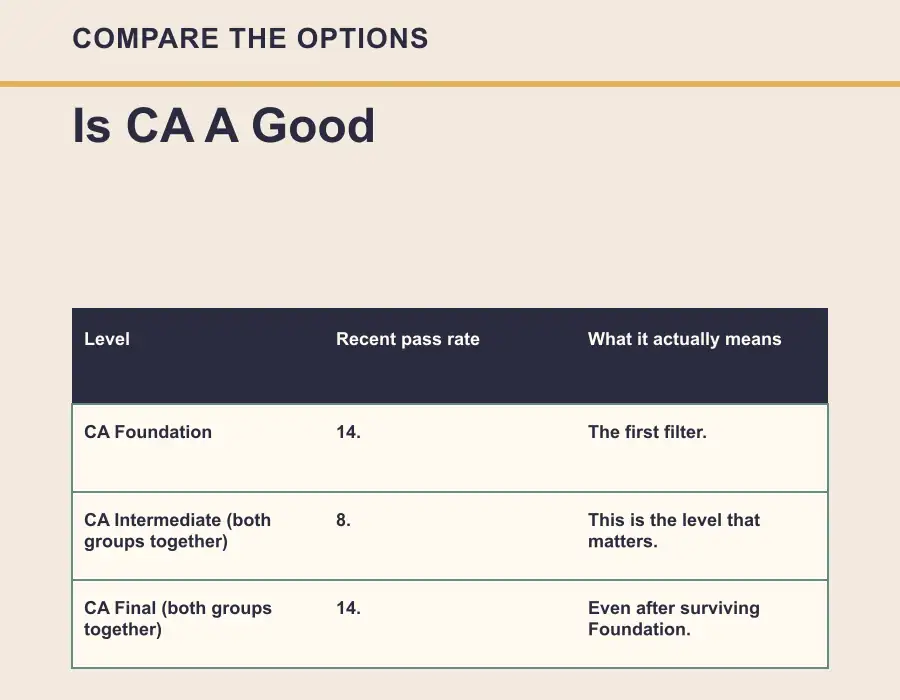 COMPARE THE OPTIONS
Is CA A Good
Level
Recent pass rate
What it actually means
CA Foundation
14.
The first filter.
CA Intermediate (both
groups together)
8.
This is the level that
matters.
CA Final (both groups
together)
14.
Even after surviving
Foundation.